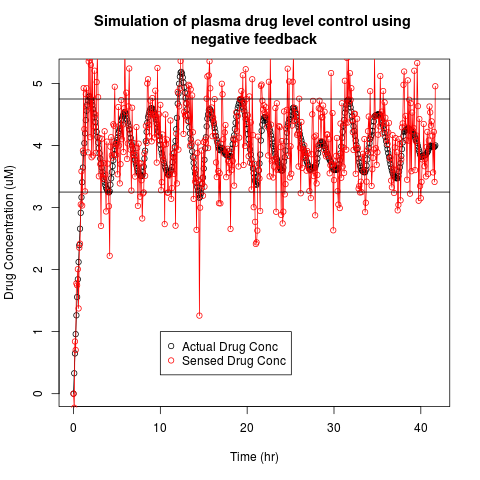 Simulation of plasma drug level control using
negative feedback
Drug Concentration (uM)
5
4
3
2
1
0
Actual Drug Conc
Sensed Drug Conc
0 10 20 30 40
Time (hr)